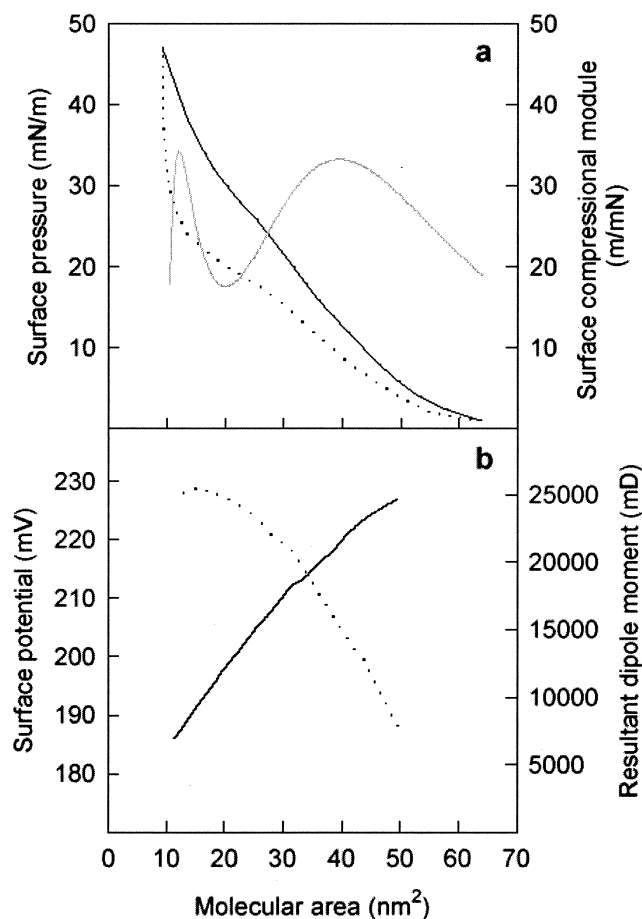 a
50
40
30
20
10
Surface pressure (mN/m)
50
40
30
20
10
Surface compressional module
(m/mN)
b
230
220
210
200
190
180
Surface potential (mV)
25000
20000
15000
10000
5000
Resultant dipole moment (mD)
0 10 20 30 40 50 60 70
Molecular area (nm²)